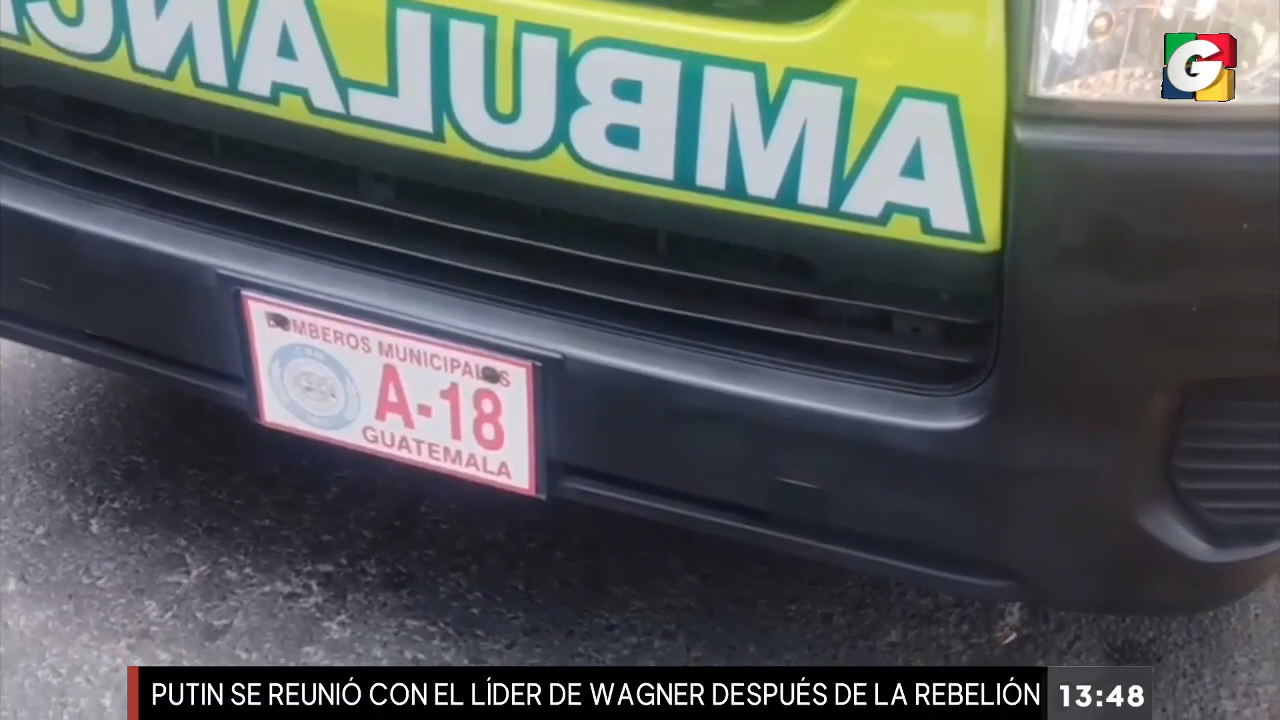 AMBULANC
G
BOMBEROS MUNICIPALES
A-18
GUATEMALA
PUTIN SE REUNIÓ CON EL LÍDER DE WAGNER DESPUÉS DE LA REBELIÓN
13:48